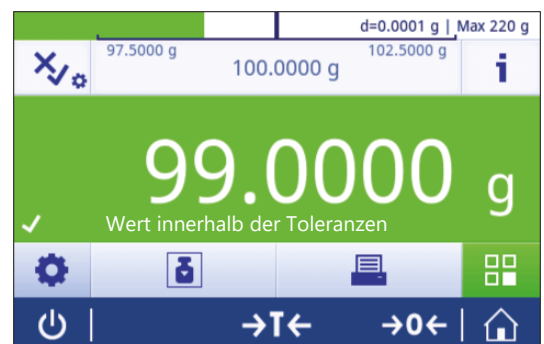 d=0.0001 g | Max 220 g
97.5000 g
102.5000 g
100.0000 g
i
99.0000 g
Wert innerhalb der Toleranzen
→T← →0←